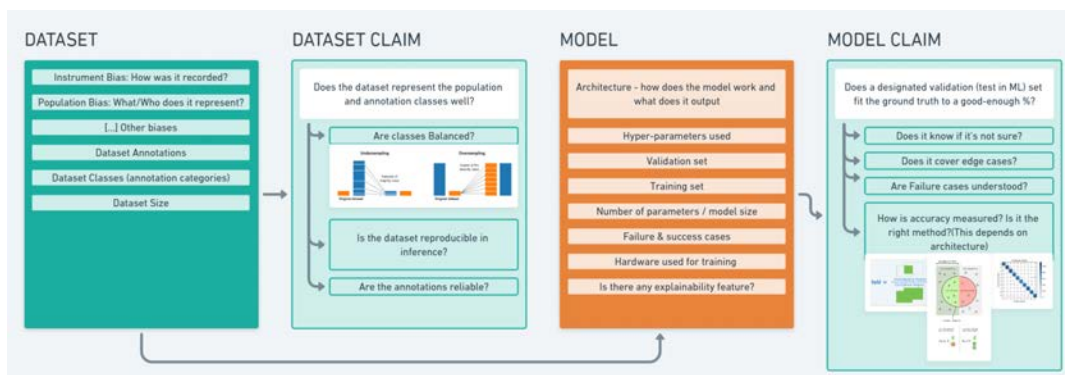 DATASET
Instrument Bias: How was it recorded?
Population Bias: What/Who does it represent?
[...] Other biases
Dataset Annotations
Dataset Classes (annotation categories)
Dataset Size
DATASET CLAIM
Does the dataset represent the population
and annotation classes well?
Are classes Balanced?
Undersampling
Oversampling
Original Dataset
Original Dataset
Is the dataset reproducible in
inference?
Are the annotations reliable?
MODEL
Architecture - how does the model work and
what does it output
Hyper-parameters used
Validation set
Training set
Number of parameters / model size
Failure & success cases
Hardware used for training
Is there any explainability feature?
MODEL CLAIM
Does a designated validation (test in ML) set
fit the ground truth to a good-enough %?
Does it know if it's not sure?
Does it cover edge cases?
Are Failure cases understood?
How is accuracy measured? Is it the
right method?(This depends on
architecture)